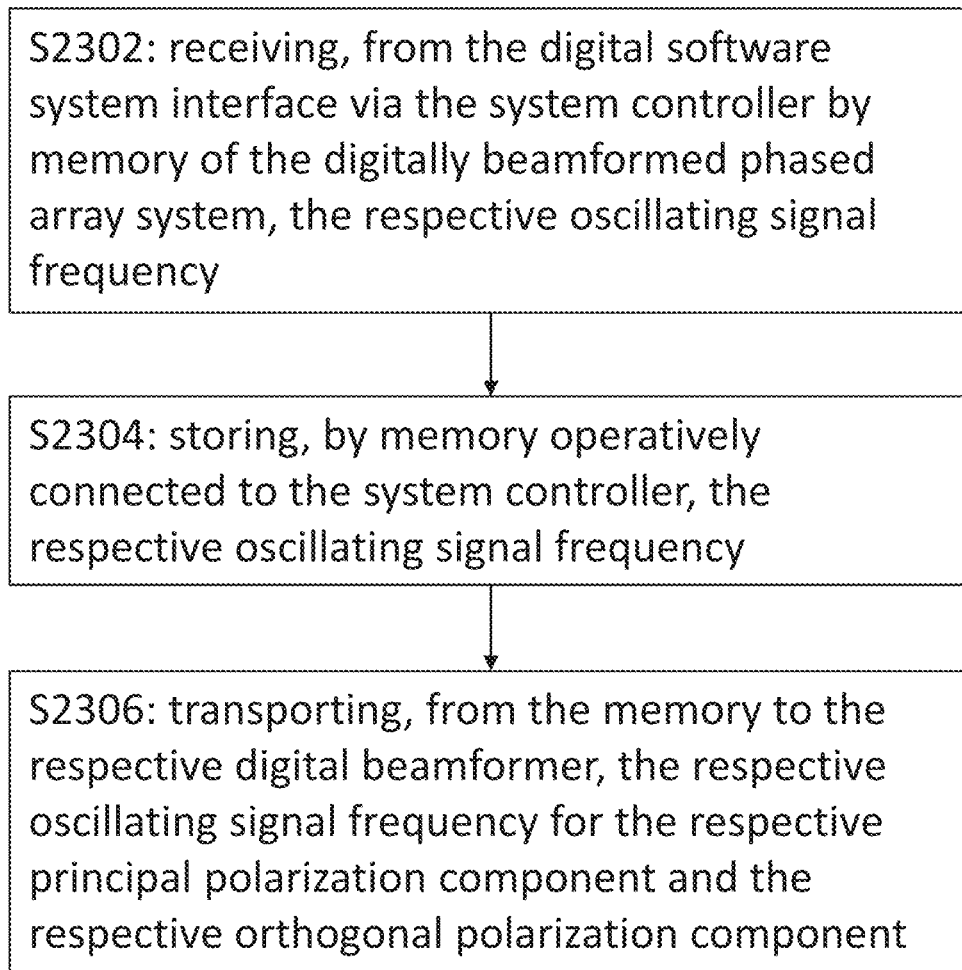 S2302: receiving, from the digital software
system interface via the system controller by
memory of the digitally beamformed phased
array system, the respective oscillating signal
frequency
S2304: storing, by memory operatively
connected to the system controller, the
respective oscillating signal frequency
S2306: transporting, from the memory to the
respective digital beamformer, the respective
oscillating signal frequency for the respective
principal polarization component and the
respective orthogonal polarization component